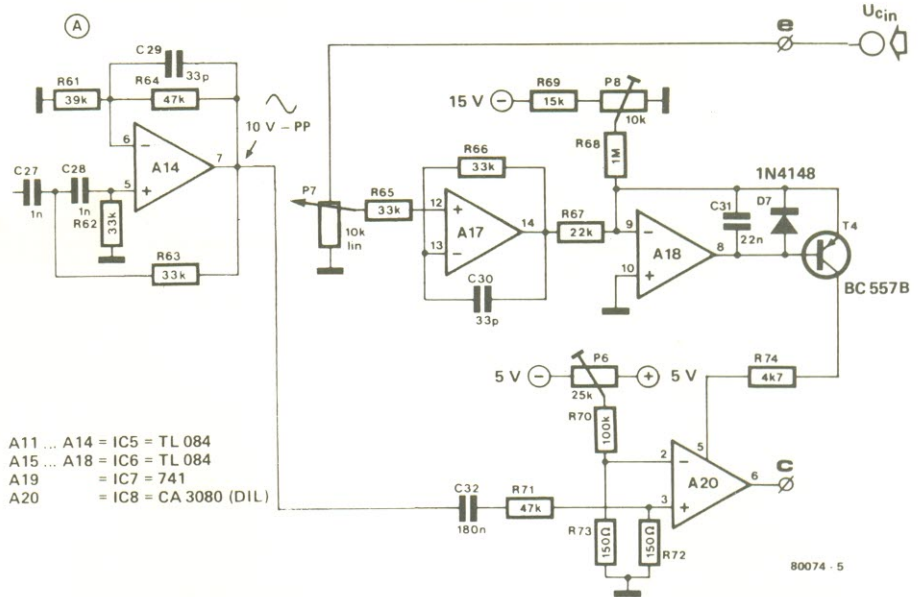 A
C29
33p
R61
39k
R64
47k
10 V – PP
6
5
A14
7
C27
1n
C28
1n
R62
33k
R63
33k
e
Ucin
15 V
−
R69
15k
P8
10k
R68
1M
P7
10k
lin
R65
33k
R66
33k
12
+
13
−
A17
14
C30
33p
R67
22k
9
−
10
+
A18
8
1N4148
C31
22n
D7
T4
BC 557B
5 V
−
P6
25k
+
5 V
R70
100k
R74
4k7
2
−
3
+
5
A20
6
c
C32
180n
R71
47k
R73
150Ω
150Ω
R72
A11 ... A14 = IC5 = TL 084
A15 ... A18 = IC6 = TL 084
A19 = IC7 = 741
A20 = IC8 = CA 3080 (DIL)
80074 - 5